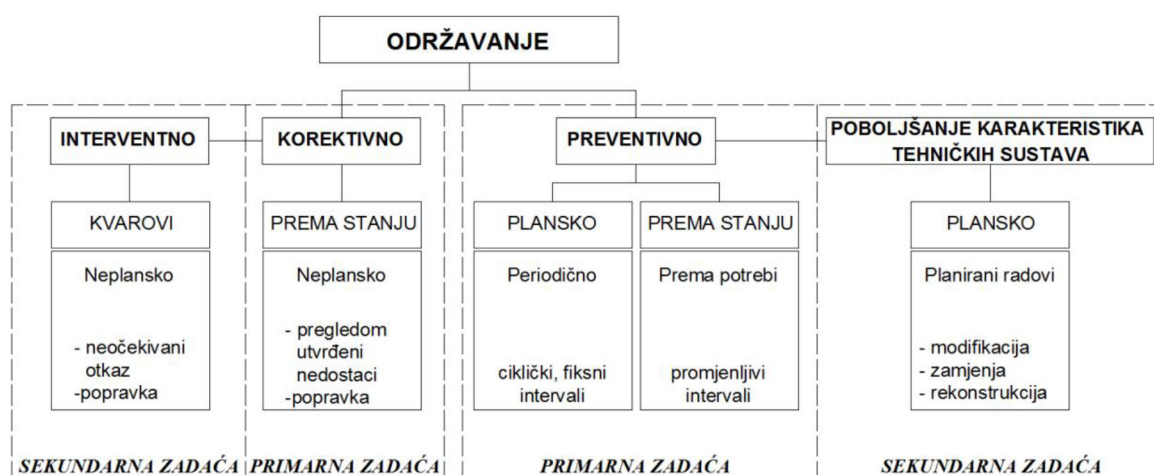 ODRŽAVANJE
INTERVENTNO
KOREKTIVNO
PREVENTIVNO
POBOLJŠANJE KARAKTERISTIKA
TEHNIČKIH SUSTAVA
KVAROVI
PREMA STANJU
PLANSKO
PREMA STANJU
PLANSKO
Neplansko
- neočekivani
otkaz
-popravka
Neplansko
- pregledom
utvrđeni
nedostaci
-popravka
Periodično
ciklički, fiksni
intervali
Prema potrebi
promjenljivi
intervali
Planirani radovi
- modifikacija
- zamjenja
- rekonstrukcija
SEKUNDARNA ZADAĆA
PRIMARNA ZADAĆA
PRIMARNA ZADAĆA
SEKUNDARNA ZADAĆA